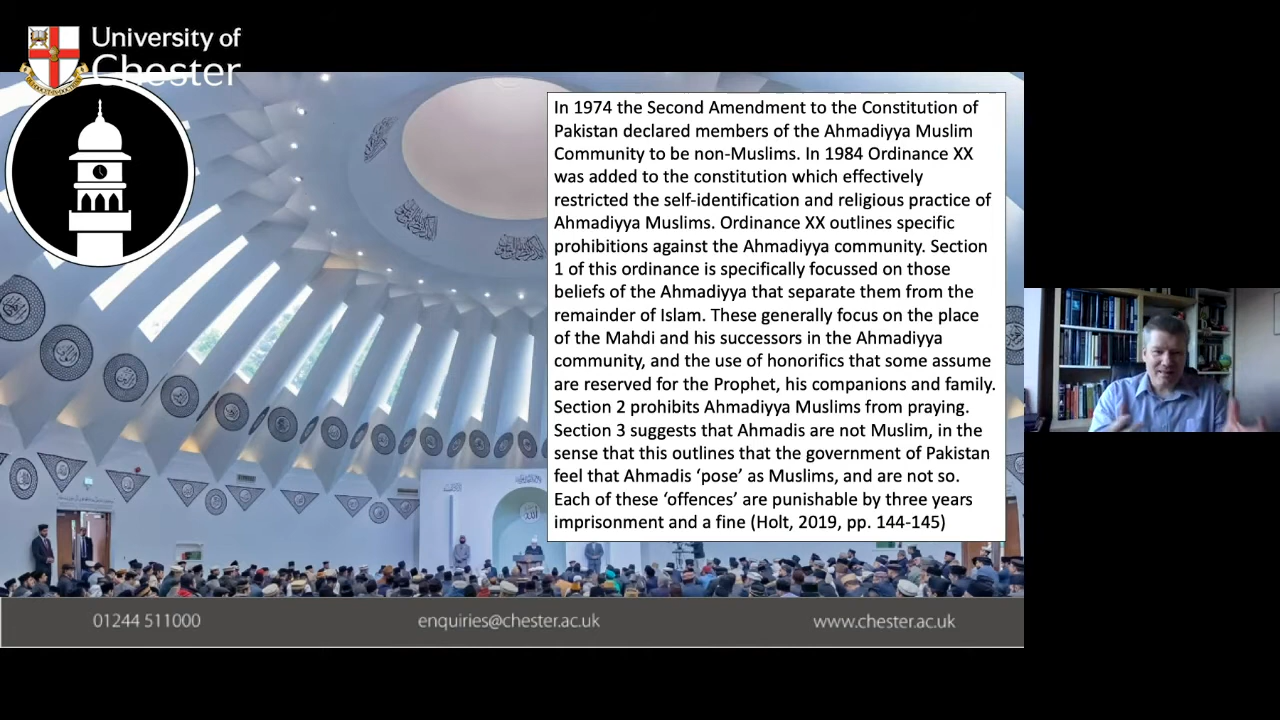 University of
Chester
In 1974 the Second Amendment to the Constitution of
Pakistan declared members of the Ahmadiyya Muslim
Community to be non-Muslims. In 1984 Ordinance XX
was added to the constitution which effectively
restricted the self-identification and religious practice of
Ahmadiyya Muslims. Ordinance XX outlines specific
prohibitions against the Ahmadiyya community. Section
1 of this ordinance is specifically focussed on those
beliefs of the Ahmadiyya that separate them from the
remainder of Islam. These generally focus on the place
of the Mahdi and his successors in the Ahmadiyya
community, and the use of honorifics that some assume
are reserved for the Prophet, his companions and family.
Section 2 prohibits Ahmadiyya Muslims from praying.
Section 3 suggests that Ahmadis are not Muslim, in the
sense that this outlines that the government of Pakistan
feel that Ahmadis ‘pose’ as Muslims, and are not so.
Each of these ‘offences’ are punishable by three years
imprisonment and a fine (Holt, 2019, pp. 144-145)
الله
01244 511000
enquiries@chester.ac.uk
www.chester.ac.uk